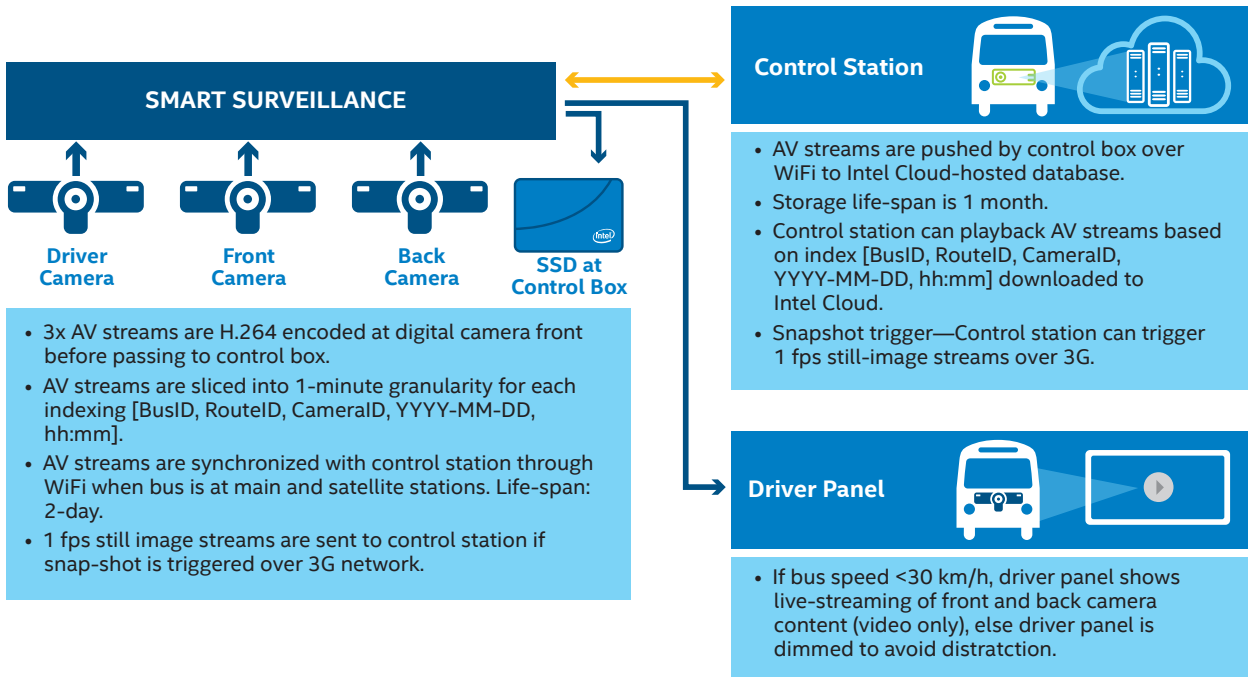 SMART SURVEILLANCE
Driver
Camera
Front
Camera
Back
Camera
(intel)
SSD at
Control Box
• 3x AV streams are H.264 encoded at digital camera front
before passing to control box.
• AV streams are sliced into 1-minute granularity for each
indexing [BusID, RouteID, CameraID, YYYY-MM-DD,
hh:mm].
• AV streams are synchronized with control station through
WiFi when bus is at main and satellite stations. Life-span:
2-day.
• 1 fps still image streams are sent to control station if
snap-shot is triggered over 3G network.
Control Station
• AV streams are pushed by control box over
WiFi to Intel Cloud-hosted database.
• Storage life-span is 1 month.
• Control station can playback AV streams based
on index [BusID, RouteID, CameraID,
YYYY-MM-DD, hh:mm] downloaded to
Intel Cloud.
• Snapshot trigger—Control station can trigger
1 fps still-image streams over 3G.
Driver Panel
• If bus speed <30 km/h, driver panel shows
live-streaming of front and back camera
content (video only), else driver panel is
dimmed to avoid distratction.